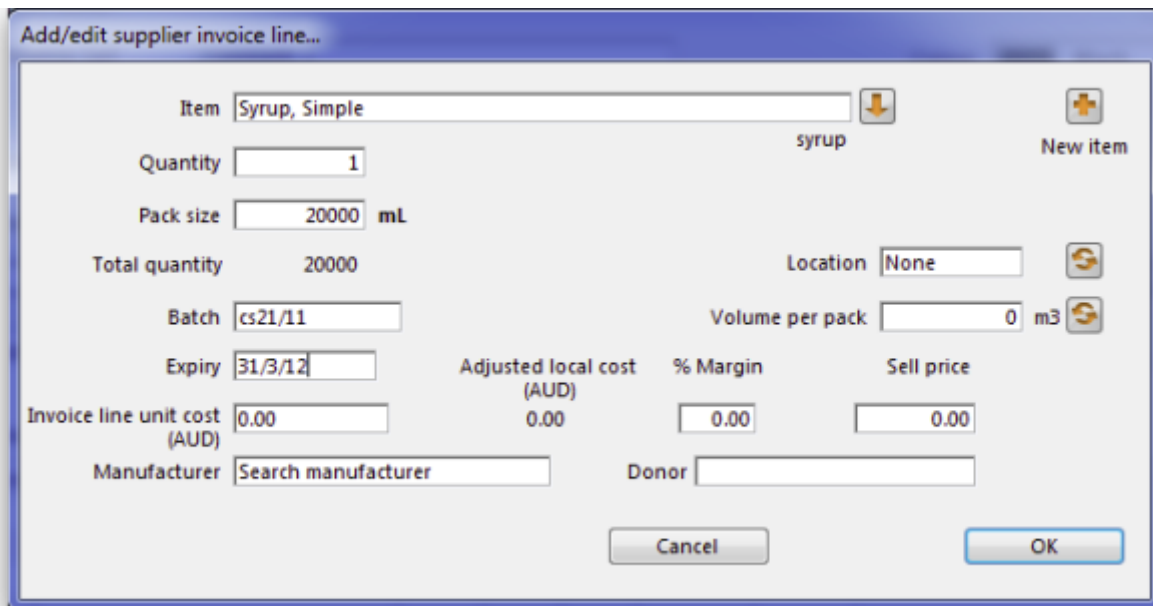 Add/edit supplier invoice line...
Item Syrup, Simple
syrup
New item
Quantity 1
Pack size 20000 mL
Total quantity 20000
Location None
Batch cs21/11
Volume per pack 0 m3
Expiry 31/3/12
Adjusted local cost (AUD)
% Margin
Sell price
Invoice line unit cost (AUD) 0.00
0.00
0.00
0.00
Manufacturer Search manufacturer
Donor
Cancel
OK